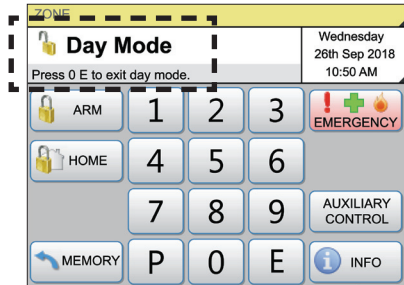 ZONE
Day Mode
Press 0 E to exit day mode.
Wednesday
26th Sep 2018
10:50 AM
ARM
1
2
3
EMERGENCY
HOME
4
5
6
7
8
9
AUXILIARY
CONTROL
MEMORY
P
0
E
INFO